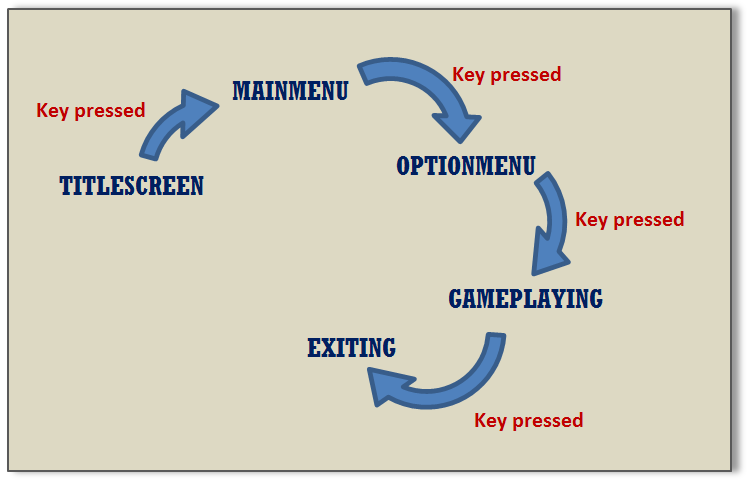 Key pressed
MAINMENU
Key pressed
TITLESCREEN
OPTIONMENU
Key pressed
GAMEPLAYING
EXITING
Key pressed